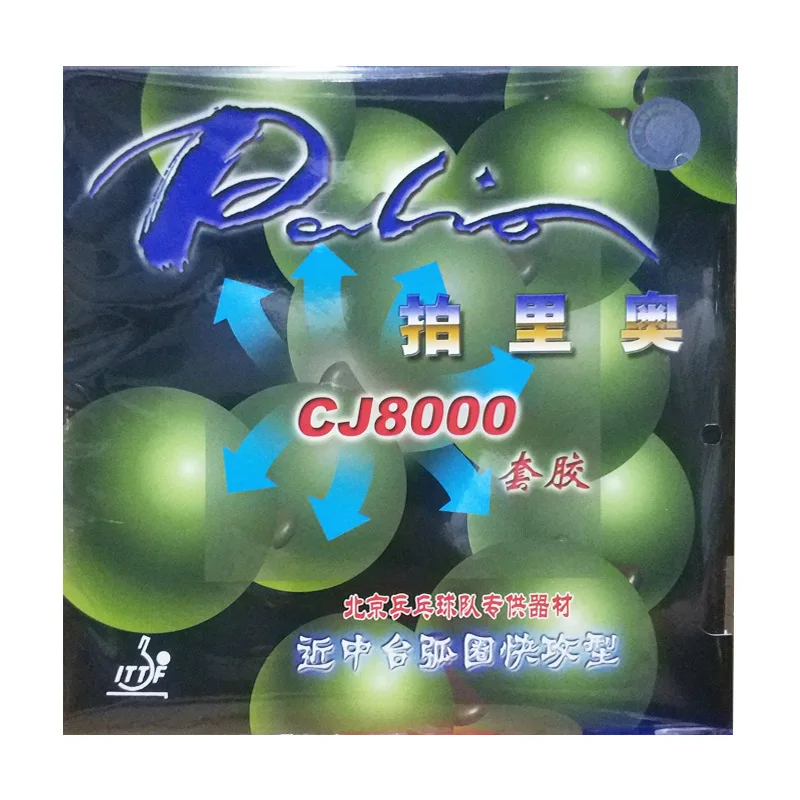 Palio
拍里奥
CJ8000
套胶
北京乒乓球队专供器材
近中台弧圈快攻型
ITTF